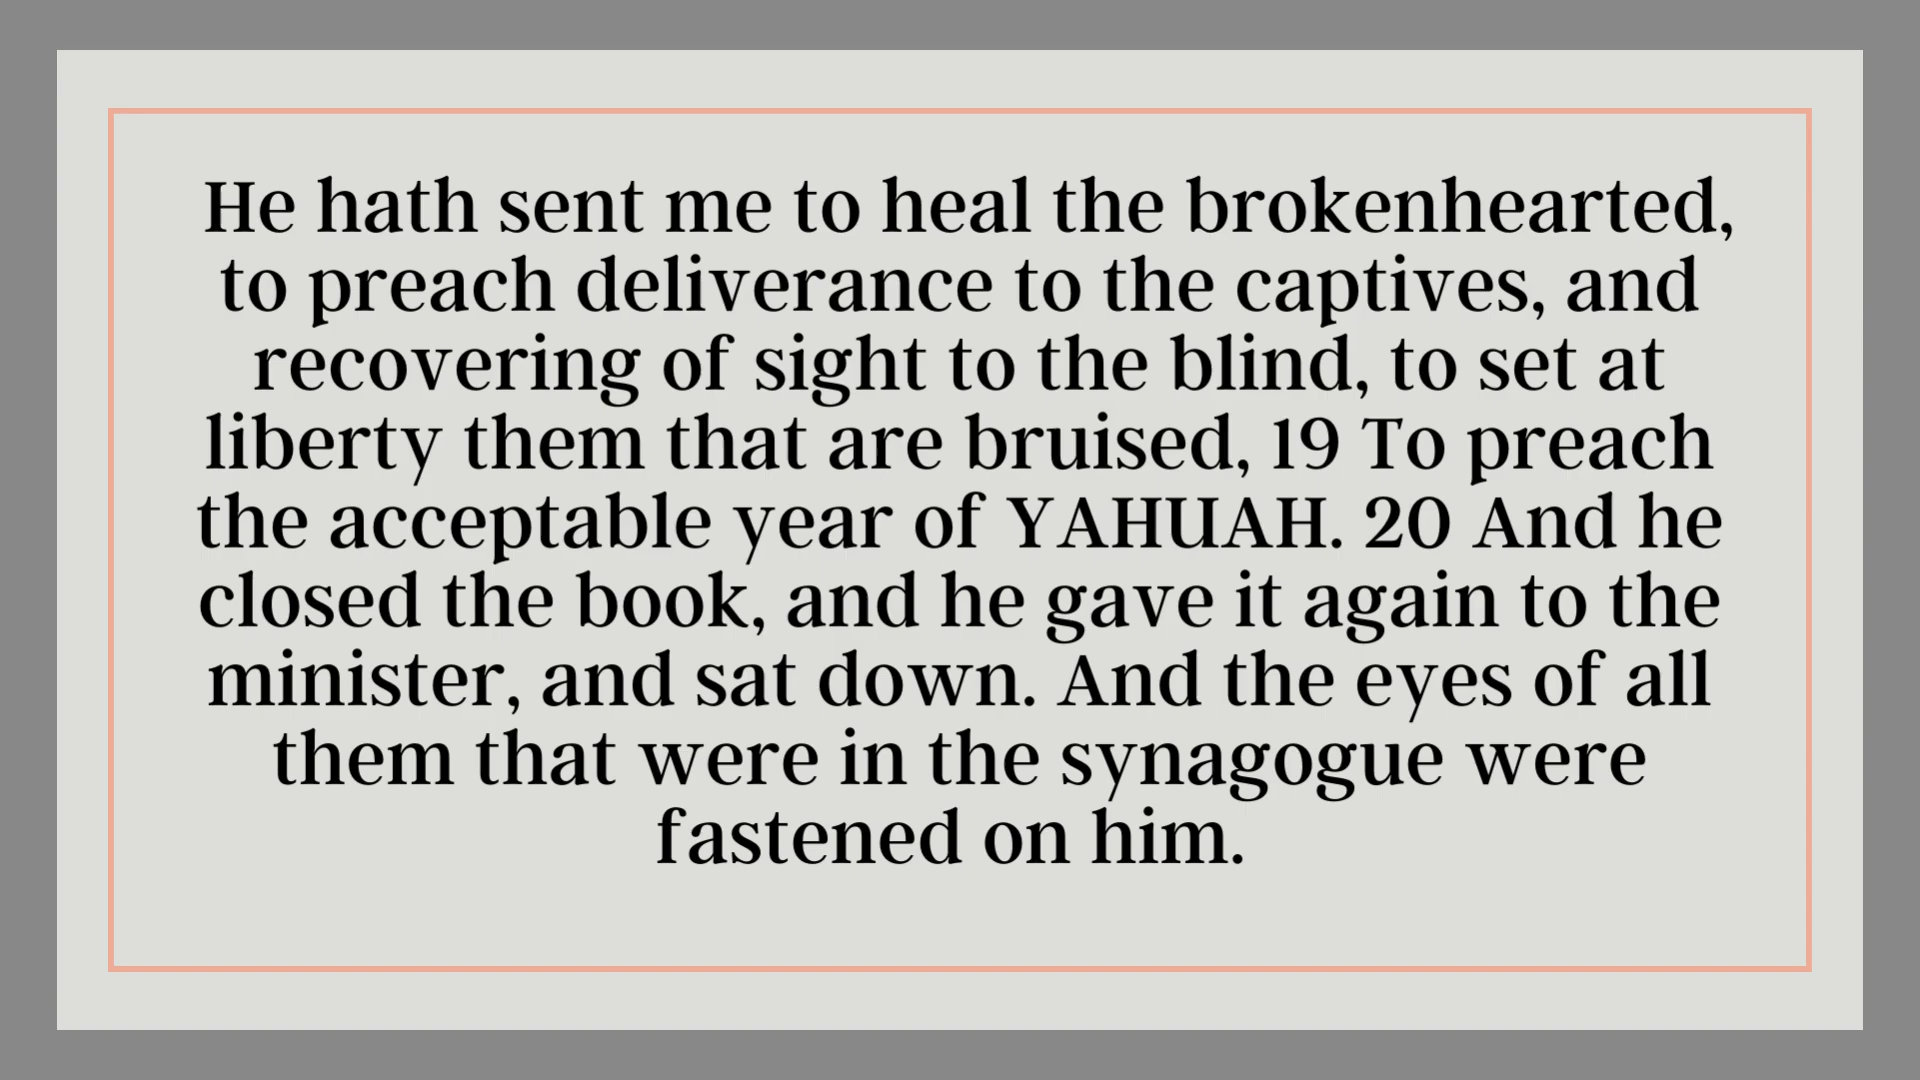 He hath sent me to heal the brokenhearted,
to preach deliverance to the captives, and
recovering of sight to the blind, to set at
liberty them that are bruised, 19 To preach
the acceptable year of YAHUAH. 20 And he
closed the book, and he gave it again to the
minister, and sat down. And the eyes of all
them that were in the synagogue were
fastened on him.